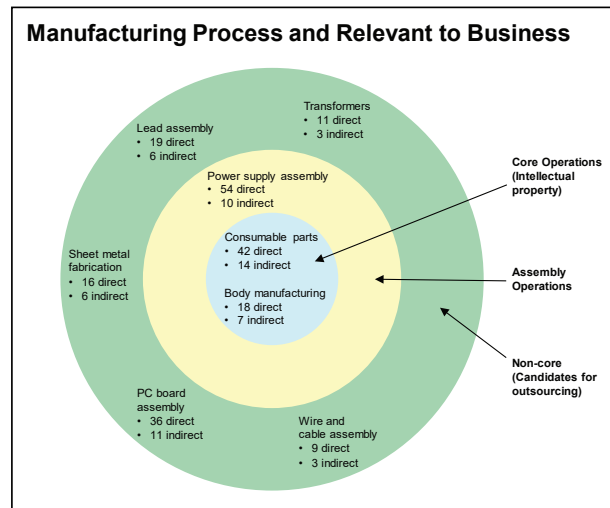 Manufacturing Process and Relevant to Business
Transformers
• 11 direct
• 3 indirect
Lead assembly
• 19 direct
• 6 indirect
Power supply assembly
• 54 direct
• 10 indirect
Core Operations
(Intellectual
property)
Consumable parts
• 42 direct
• 14 indirect
Sheet metal
fabrication
• 16 direct
• 6 indirect
Assembly
Operations
Body manufacturing
• 18 direct
• 7 indirect
Non-core
(Candidates for
outsourcing)
PC board
assembly
• 36 direct
• 11 indirect
Wire and
cable assembly
• 9 direct
• 3 indirect